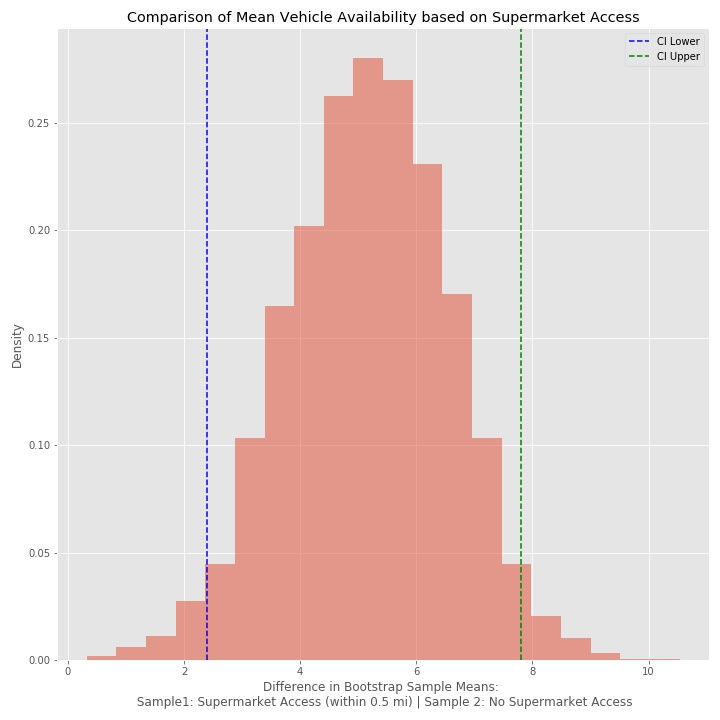 Comparison of Mean Vehicle Availability based on Supermarket Access
CI Lower
CI Upper
0.25
0.20
0.15
0.10
0.05
0.00
Density
0
2
4
6
8
10
Difference in Bootstrap Sample Means:
Sample1: Supermarket Access (within 0.5 mi) | Sample 2: No Supermarket Access